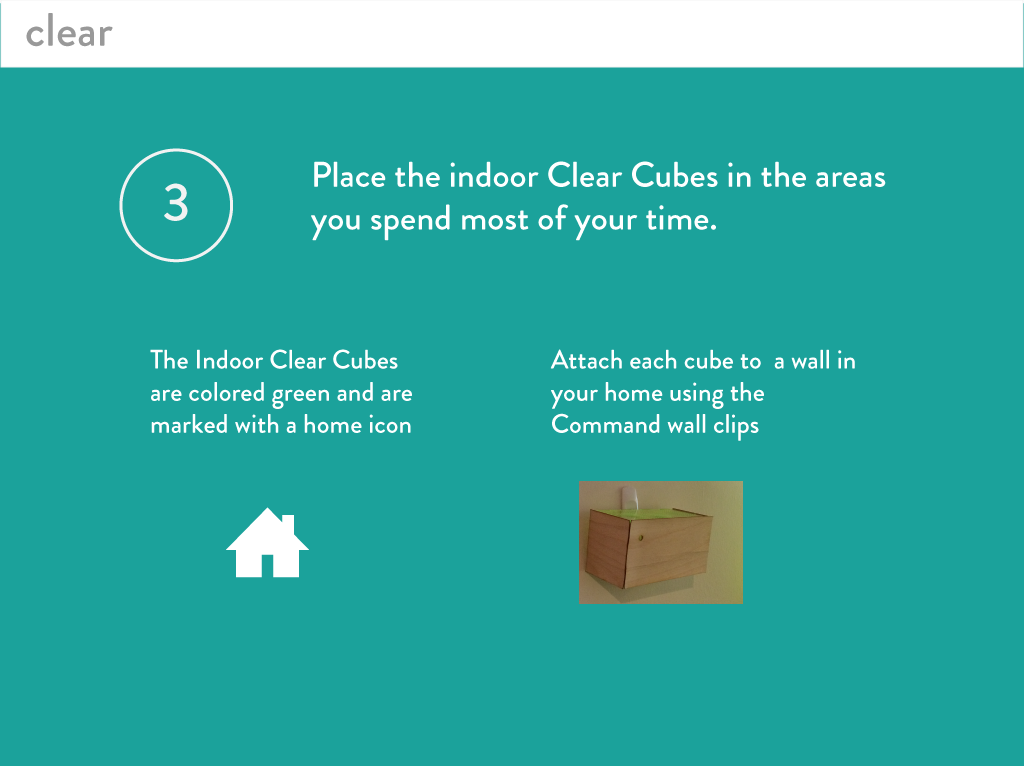 clear
3
Place the indoor Clear Cubes in the areas
you spend most of your time.
The Indoor Clear Cubes
are colored green and are
marked with a home icon
Attach each cube to  a wall in
your home using the
Command wall clips